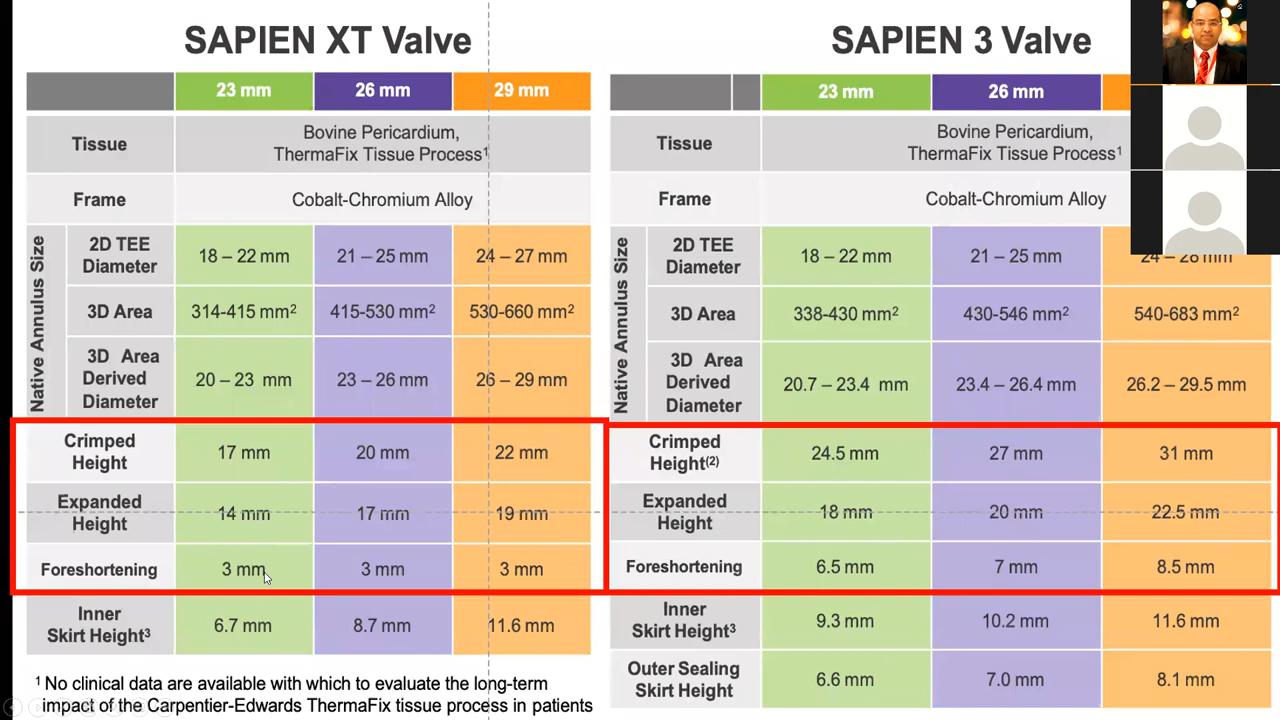 SAPIEN XT Valve
23 mm 26 mm 29 mm
Tissue
Bovine Pericardium,
ThermaFix Tissue Process¹
Frame
Cobalt-Chromium Alloy
Native Annulus Size
2D TEE
Diameter
18 – 22 mm 21 – 25 mm 24 – 27 mm
3D Area
314-415 mm² 415-530 mm² 530-660 mm²
3D Area
Derived
Diameter
20 – 23 mm 23 – 26 mm 26 – 29 mm
Crimped
Height
17 mm 20 mm 22 mm
Expanded
Height
14 mm 17 mm 19 mm
Foreshortening
3 mm 3 mm 3 mm
Inner
Skirt Height³
6.7 mm 8.7 mm 11.6 mm
¹ No clinical data are available with which to evaluate the long-term
impact of the Carpentier-Edwards ThermaFix tissue process in patients
SAPIEN 3 Valve
23 mm 26 mm
Tissue
Bovine Pericardium,
ThermaFix Tissue Process¹
Frame
Cobalt-Chromium Alloy
Native Annulus Size
2D TEE
Diameter
18 – 22 mm 21 – 25 mm 24 – 28 mm
3D Area
338-430 mm² 430-546 mm² 540-683 mm²
3D Area
Derived
Diameter
20.7 – 23.4 mm 23.4 – 26.4 mm 26.2 – 29.5 mm
Crimped
Height(2)
24.5 mm 27 mm 31 mm
Expanded
Height
18 mm 20 mm 22.5 mm
Foreshortening
6.5 mm 7 mm 8.5 mm
Inner
Skirt Height³
9.3 mm 10.2 mm 11.6 mm
Outer Sealing
Skirt Height
6.6 mm 7.0 mm 8.1 mm